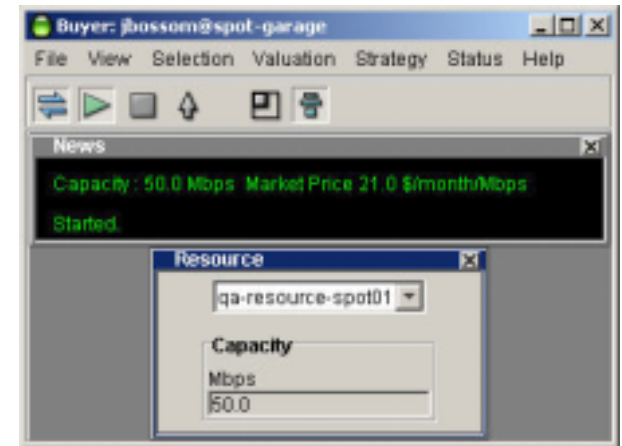 Buyer: jbossom@spot-garage
File View Selection Valuation Strategy Status Help
News
Capacity : 50.0 Mbps Market Price 21.0 $/month/Mbps
Started.
Resource
qa-resource-spot01
Capacity
Mbps
50.0